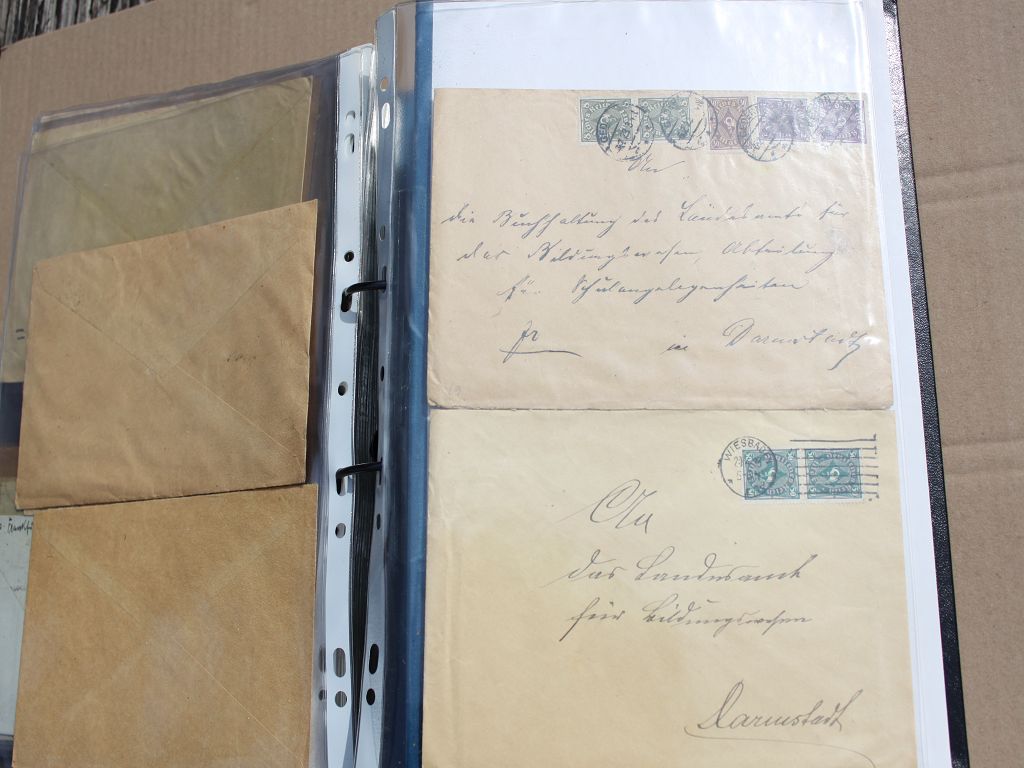 An
die Buchhaltung des Landesamts für
das Bildungswesen, Abteilung
für Schulangelegenheiten
in Darmstadt
WIESBAD
An
das Landesamt
für Bildungswesen
Darmstadt